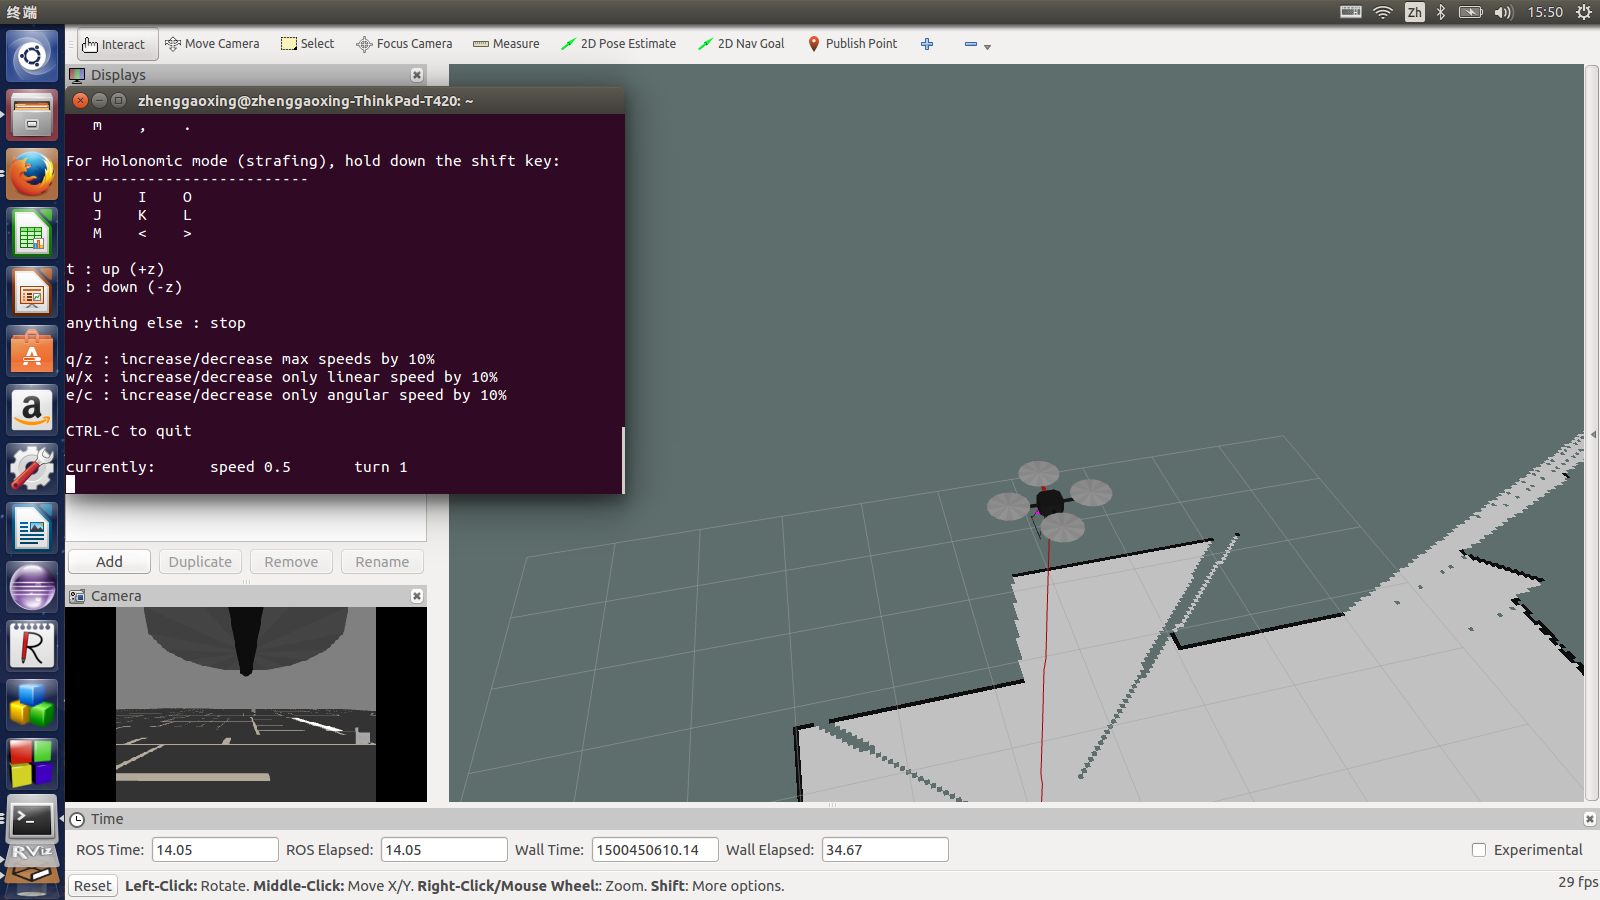 终端
Zh
15:50
Interact
Move Camera
Select
Focus Camera
Measure
2D Pose Estimate
2D Nav Goal
Publish Point
Displays
zhenggaoxing@zhenggaoxing-ThinkPad-T420: ~
m , .
For Holonomic mode (strafing), hold down the shift key:
---------------------------
U I O
J K L
M < >
t : up (+z)
b : down (-z)
anything else : stop
q/z : increase/decrease max speeds by 10%
w/x : increase/decrease only linear speed by 10%
e/c : increase/decrease only angular speed by 10%
CTRL-C to quit
currently: speed 0.5 turn 1
Add
Duplicate
Remove
Rename
Camera
Time
ROS Time: 14.05
ROS Elapsed: 14.05
Wall Time: 1500450610.14
Wall Elapsed: 34.67
Experimental
Reset
Left-Click: Rotate. Middle-Click: Move X/Y. Right-Click/Mouse Wheel:: Zoom. Shift: More options.
29 fps
A
a
R
>_
RViz